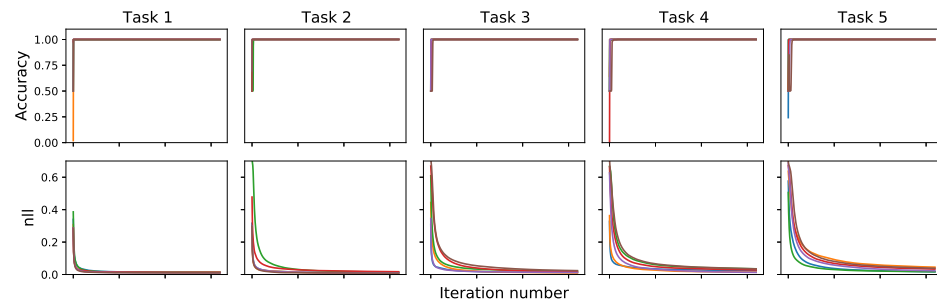 Task 1 Task 2 Task 3 Task 4 Task 5
Accuracy
1.00
0.75
0.50
0.25
0.00
nll
0.6
0.4
0.2
0.0
Iteration number